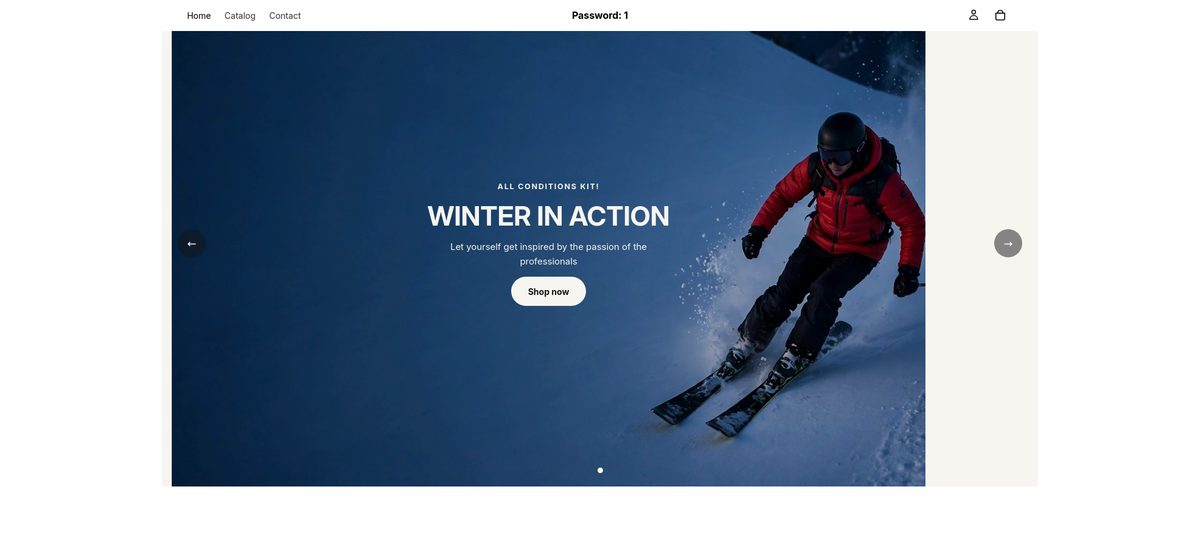 Home Catalog Contact Password: 1
ALL CONDITIONS KIT!
WINTER IN ACTION
Let yourself get inspired by the passion of the
professionals
Shop now